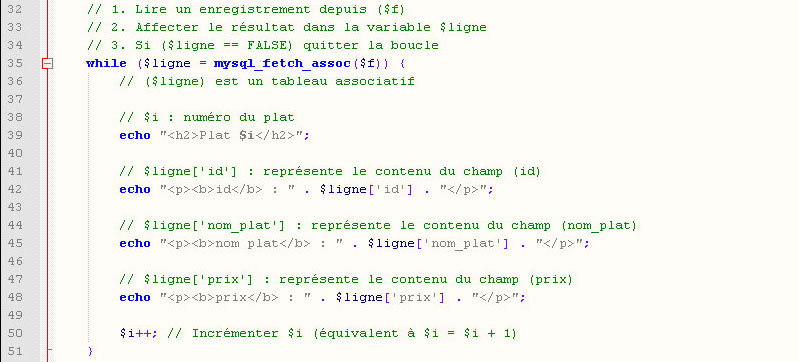 32 // 1. Lire un enregistrement depuis ($f)
33 // 2. Affecter le résultat dans la variable $ligne
34 // 3. Si ($ligne == FALSE) quitter la boucle
35 while ($ligne = mysql_fetch_assoc($f)) {
36 // ($ligne) est un tableau associatif
37
38 // $i : numéro du plat
39 echo "<h2>Plat $i</h2>";
40
41 // $ligne['id'] : représente le contenu du champ (id)
42 echo "<p><b>id</b> : " . $ligne['id'] . "</p>";
43
44 // $ligne['nom_plat'] : représente le contenu du champ (nom_plat)
45 echo "<p><b>nom plat</b> : " . $ligne['nom_plat'] . "</p>";
46
47 // $ligne['prix'] : représente le contenu du champ (prix)
48 echo "<p><b>prix</b> : " . $ligne['prix'] . "</p>";
49
50 $i++; // Incrémenter $i (équivalent à $i = $i + 1)
51 }